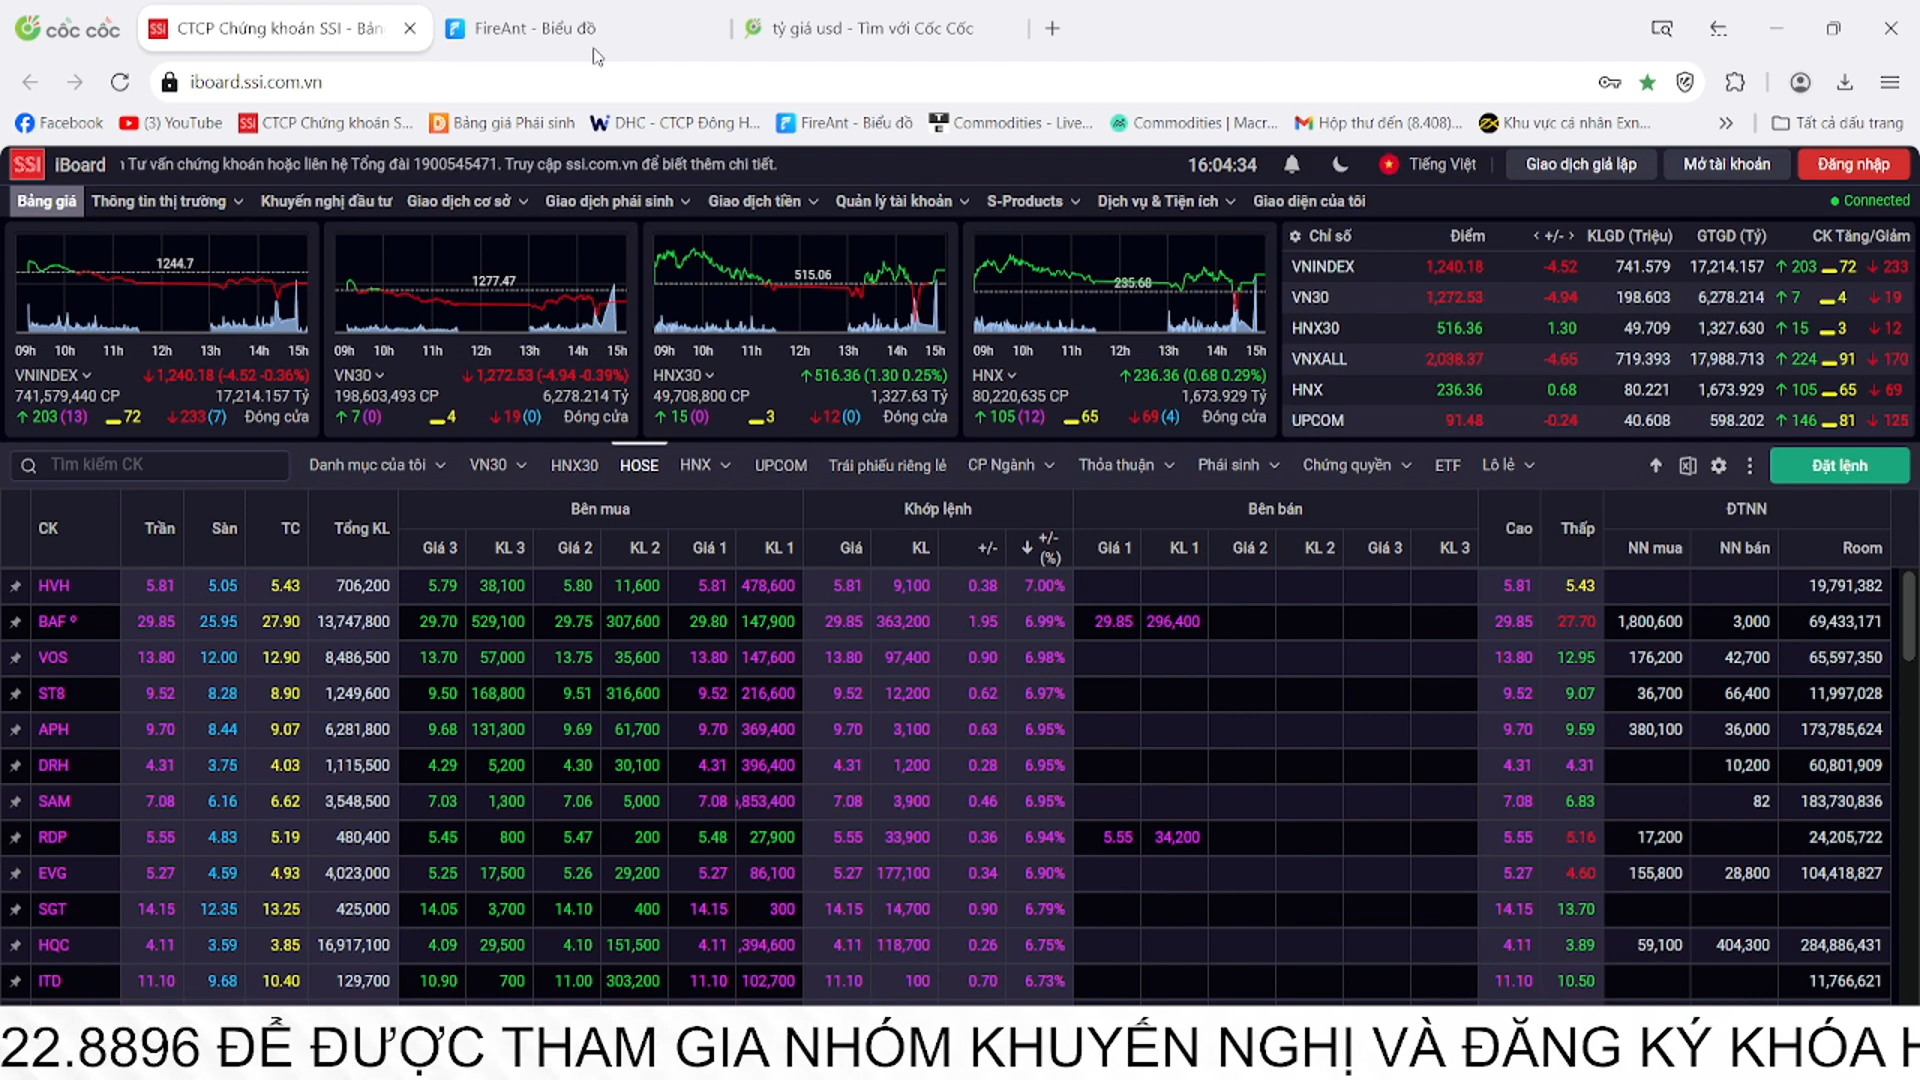 cốc cốc
CTCP Chứng khoán SSI - Bản
FireAnt - Biểu đồ
tỷ giá usd - Tìm với Cốc Cốc
iboard.ssi.com.vn
Facebook (3) YouTube CTCP Chứng khoán S... Bảng giá Phái sinh DHC - CTCP Đông H... FireAnt - Biểu đồ Commodities - Live... Commodities | Macr... Hộp thư đến (8.408)... Khu vực cá nhân Exn... Tất cả dấu trang
SSI iBoard Tư vấn chứng khoán hoặc liên hệ Tổng đài 1900545471. Truy cập ssi.com.vn để biết thêm chi tiết. 16:04:34 Tiếng Việt Giao dịch giả lập Mở tài khoản Đăng nhập
Bảng giá Thông tin thị trường Khuyến nghị đầu tư Giao dịch cơ sở Giao dịch phái sinh Giao dịch tiền Quản lý tài khoản S-Products Dịch vụ & Tiện ích Giao diện của tôi Connected
1244.7
09h 10h 11h 12h 13h 14h 15h
VNINDEX 1,240.18 (-4.52 -0.36%)
741,579,440 CP 17,214.157 Tỷ
203(13) 72 233(7) Đóng cửa
1277.47
09h 10h 11h 12h 13h 14h 15h
VN30 1,272.53 (-4.94 -0.39%)
198,603,493 CP 6,278.214 Tỷ
7(0) 4 19(0) Đóng cửa
515.06
09h 10h 11h 12h 13h 14h 15h
HNX30 516.36 (1.30 0.25%)
49,708,800 CP 1,327.63 Tỷ
15(0) 3 12(0) Đóng cửa
235.68
09h 10h 11h 12h 13h 14h 15h
HNX 236.36 (0.68 0.29%)
80,220,635 CP 1,673.929 Tỷ
105(12) 65 69(4) Đóng cửa
Chỉ số Điểm < +/- > KLGD (Triệu) GTGD (Tỷ) CK Tăng/Giảm
VNINDEX 1,240.18 -4.52 741.579 17,214.157 203 72 233
VN30 1,272.53 -4.94 198.603 6,278.214 7 4 19
HNX30 516.36 1.30 49.709 1,327.630 15 3 12
VNXALL 2,038.37 -4.65 719.393 17,988.713 224 91 170
HNX 236.36 0.68 80.221 1,673.929 105 65 69
UPCOM 91.48 -0.24 40.608 598.202 146 81 125
Tìm kiếm CK Danh mục của tôi VN30 HNX30 HOSE HNX UPCOM Trái phiếu riêng lẻ CP Ngành Thỏa thuận Phái sinh Chứng quyền ETF Lô lẻ Đặt lệnh
CK Trần Sàn TC Tổng KL Bên mua Khớp lệnh Bên bán Cao Thấp ĐTNN
Giá 3 KL 3 Giá 2 KL 2 Giá 1 KL 1 Giá KL +/- +/- (%) Giá 1 KL 1 Giá 2 KL 2 Giá 3 KL 3 NN mua NN bán Room
HVH 5.81 5.05 5.43 706,200 5.79 38,100 5.80 11,600 5.81 478,600 5.81 9,100 0.38 7.00% 5.81 5.43 19,791,382
BAF 29.85 25.95 27.90 13,747,800 29.70 529,100 29.75 307,600 29.80 147,900 29.85 363,200 1.95 6.99% 29.85 296,400 29.85 27.70 1,800,600 3,000 69,433,171
VOS 13.80 12.00 12.90 8,486,500 13.70 57,000 13.75 35,600 13.80 147,600 13.80 97,400 0.90 6.98% 13.80 12.95 176,200 42,700 65,597,350
ST8 9.52 8.28 8.90 1,249,600 9.50 168,800 9.51 316,600 9.52 216,600 9.52 12,200 0.62 6.97% 9.52 9.07 36,700 66,400 11,997,028
APH 9.70 8.44 9.07 6,281,800 9.68 131,300 9.69 61,700 9.70 369,400 9.70 3,100 0.63 6.95% 9.70 9.59 380,100 36,000 173,785,624
DRH 4.31 3.75 4.03 1,115,500 4.29 5,200 4.30 30,100 4.31 396,400 4.31 1,200 0.28 6.95% 4.31 4.31 10,200 60,801,909
SAM 7.08 6.16 6.62 3,548,500 7.03 1,300 7.06 5,000 7.08 ,853,400 7.08 3,900 0.46 6.95% 7.08 6.83 82 183,730,836
RDP 5.55 4.83 5.19 480,400 5.45 800 5.47 200 5.48 27,900 5.55 33,900 0.36 6.94% 5.55 34,200 5.55 5.16 17,200 24,205,722
EVG 5.27 4.59 4.93 4,023,000 5.25 17,500 5.26 29,200 5.27 86,100 5.27 177,100 0.34 6.90% 5.27 4.60 155,800 28,800 104,418,827
SGT 14.15 12.35 13.25 425,000 14.05 3,700 14.10 400 14.15 300 14.15 14,700 0.90 6.79% 14.15 13.70
HQC 4.11 3.59 3.85 16,917,100 4.09 29,500 4.10 151,500 4.11 ,394,600 4.11 118,700 0.26 6.75% 4.11 3.89 59,100 404,300 284,886,431
ITD 11.10 9.68 10.40 129,700 10.90 700 11.00 303,200 11.10 102,700 11.10 100 0.70 6.73% 11.10 10.50 11,766,621
22.8896 ĐỂ ĐƯỢC THAM GIA NHÓM KHUYẾN NGHỊ VÀ ĐĂNG KÝ KHÓA H